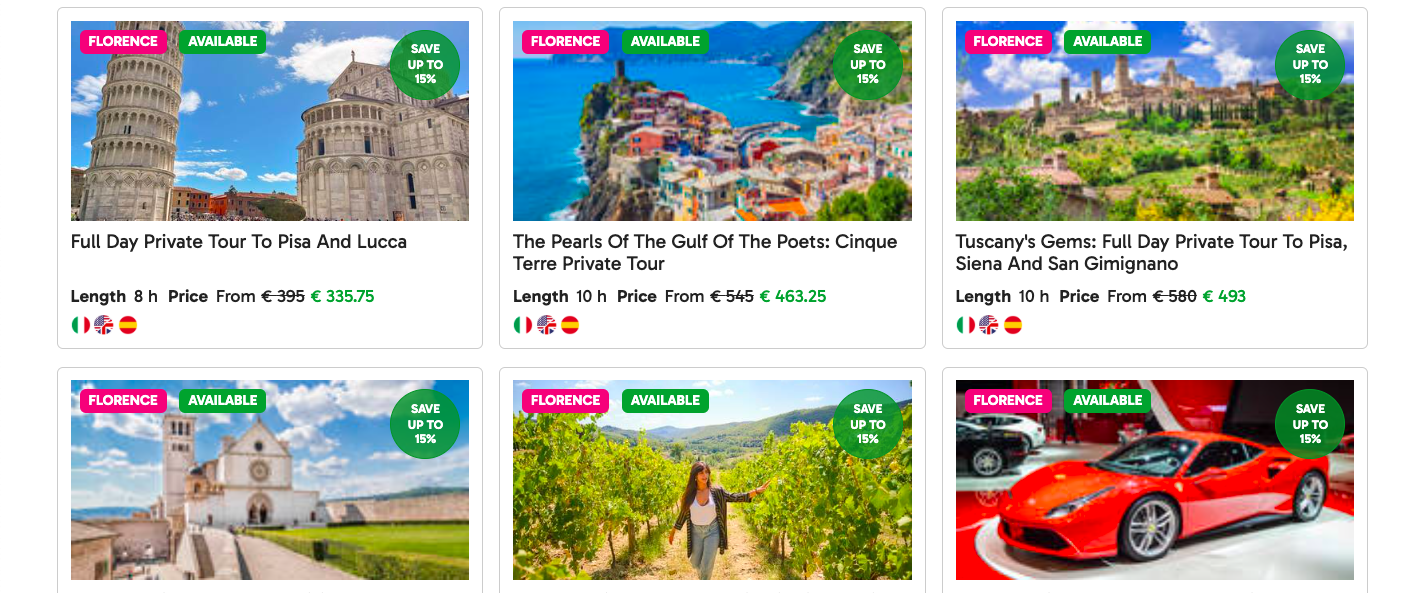 FLORENCE AVAILABLE SAVE UP TO 15%
Full Day Private Tour To Pisa And Lucca
Length 8 h Price From € 395 € 335.75
FLORENCE AVAILABLE SAVE UP TO 15%
The Pearls Of The Gulf Of The Poets: Cinque
Terre Private Tour
Length 10 h Price From € 545 € 463.25
FLORENCE AVAILABLE SAVE UP TO 15%
Tuscany's Gems: Full Day Private Tour To Pisa,
Siena And San Gimignano
Length 10 h Price From € 580 € 493
FLORENCE AVAILABLE SAVE UP TO 15%
FLORENCE AVAILABLE SAVE UP TO 15%
FLORENCE AVAILABLE SAVE UP TO 15%